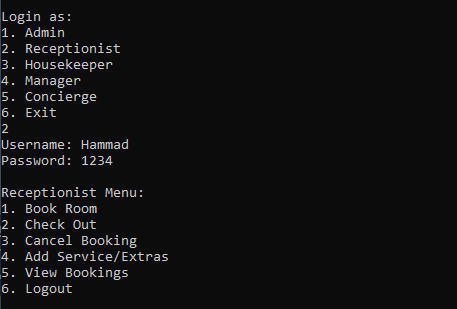 Login as:
1. Admin
2. Receptionist
3. Housekeeper
4. Manager
5. Concierge
6. Exit
2
Username: Hammad
Password: 1234

Receptionist Menu:
1. Book Room
2. Check Out
3. Cancel Booking
4. Add Service/Extras
5. View Bookings
6. Logout